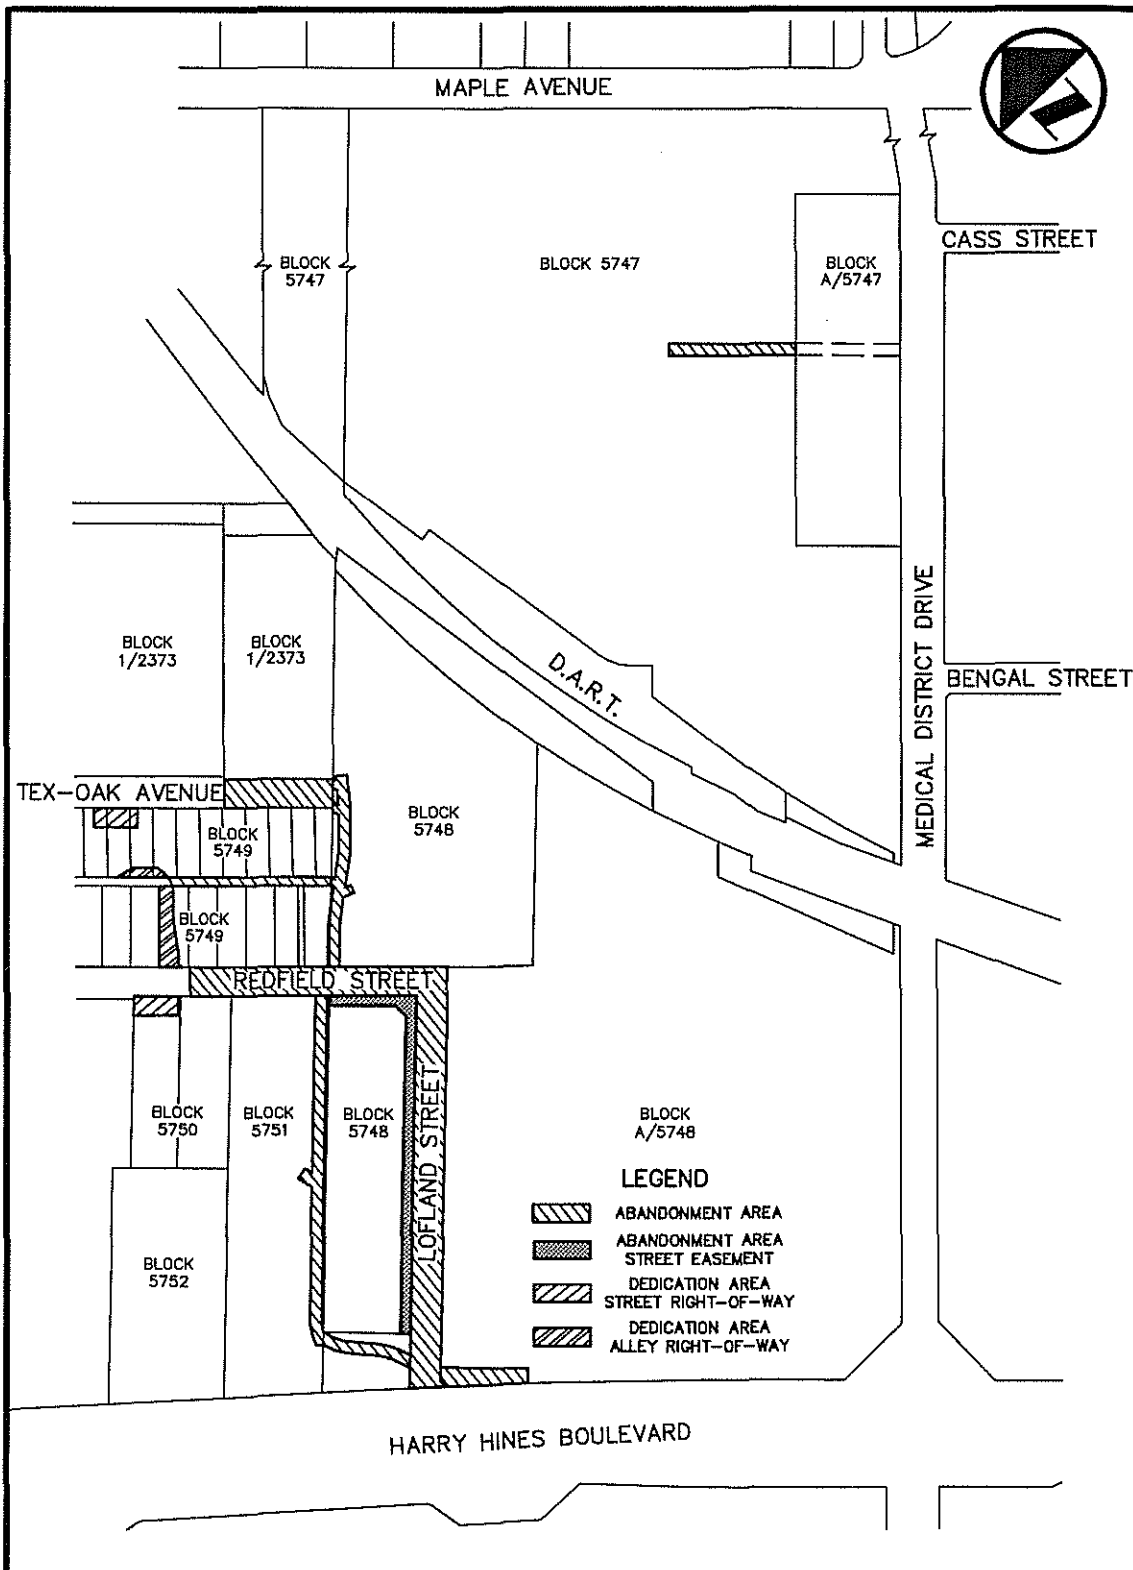 MAPLE AVENUE
CASS STREET
BLOCK
5747
BLOCK 5747
BLOCK
A/5747
MEDICAL DISTRICT DRIVE
BLOCK
1/2373
BLOCK
1/2373
D.A.R.T.
BENGAL STREET
TEX-OAK AVENUE
BLOCK
5748
BLOCK
5749
BLOCK
5749
REDFIELD STREET
LOFLAND STREET
BLOCK
5750
BLOCK
5751
BLOCK
5748
BLOCK
A/5748
BLOCK
5752
LEGEND
ABANDONMENT AREA
ABANDONMENT AREA
STREET EASEMENT
DEDICATION AREA
STREET RIGHT-OF-WAY
DEDICATION AREA
ALLEY RIGHT-OF-WAY
HARRY HINES BOULEVARD